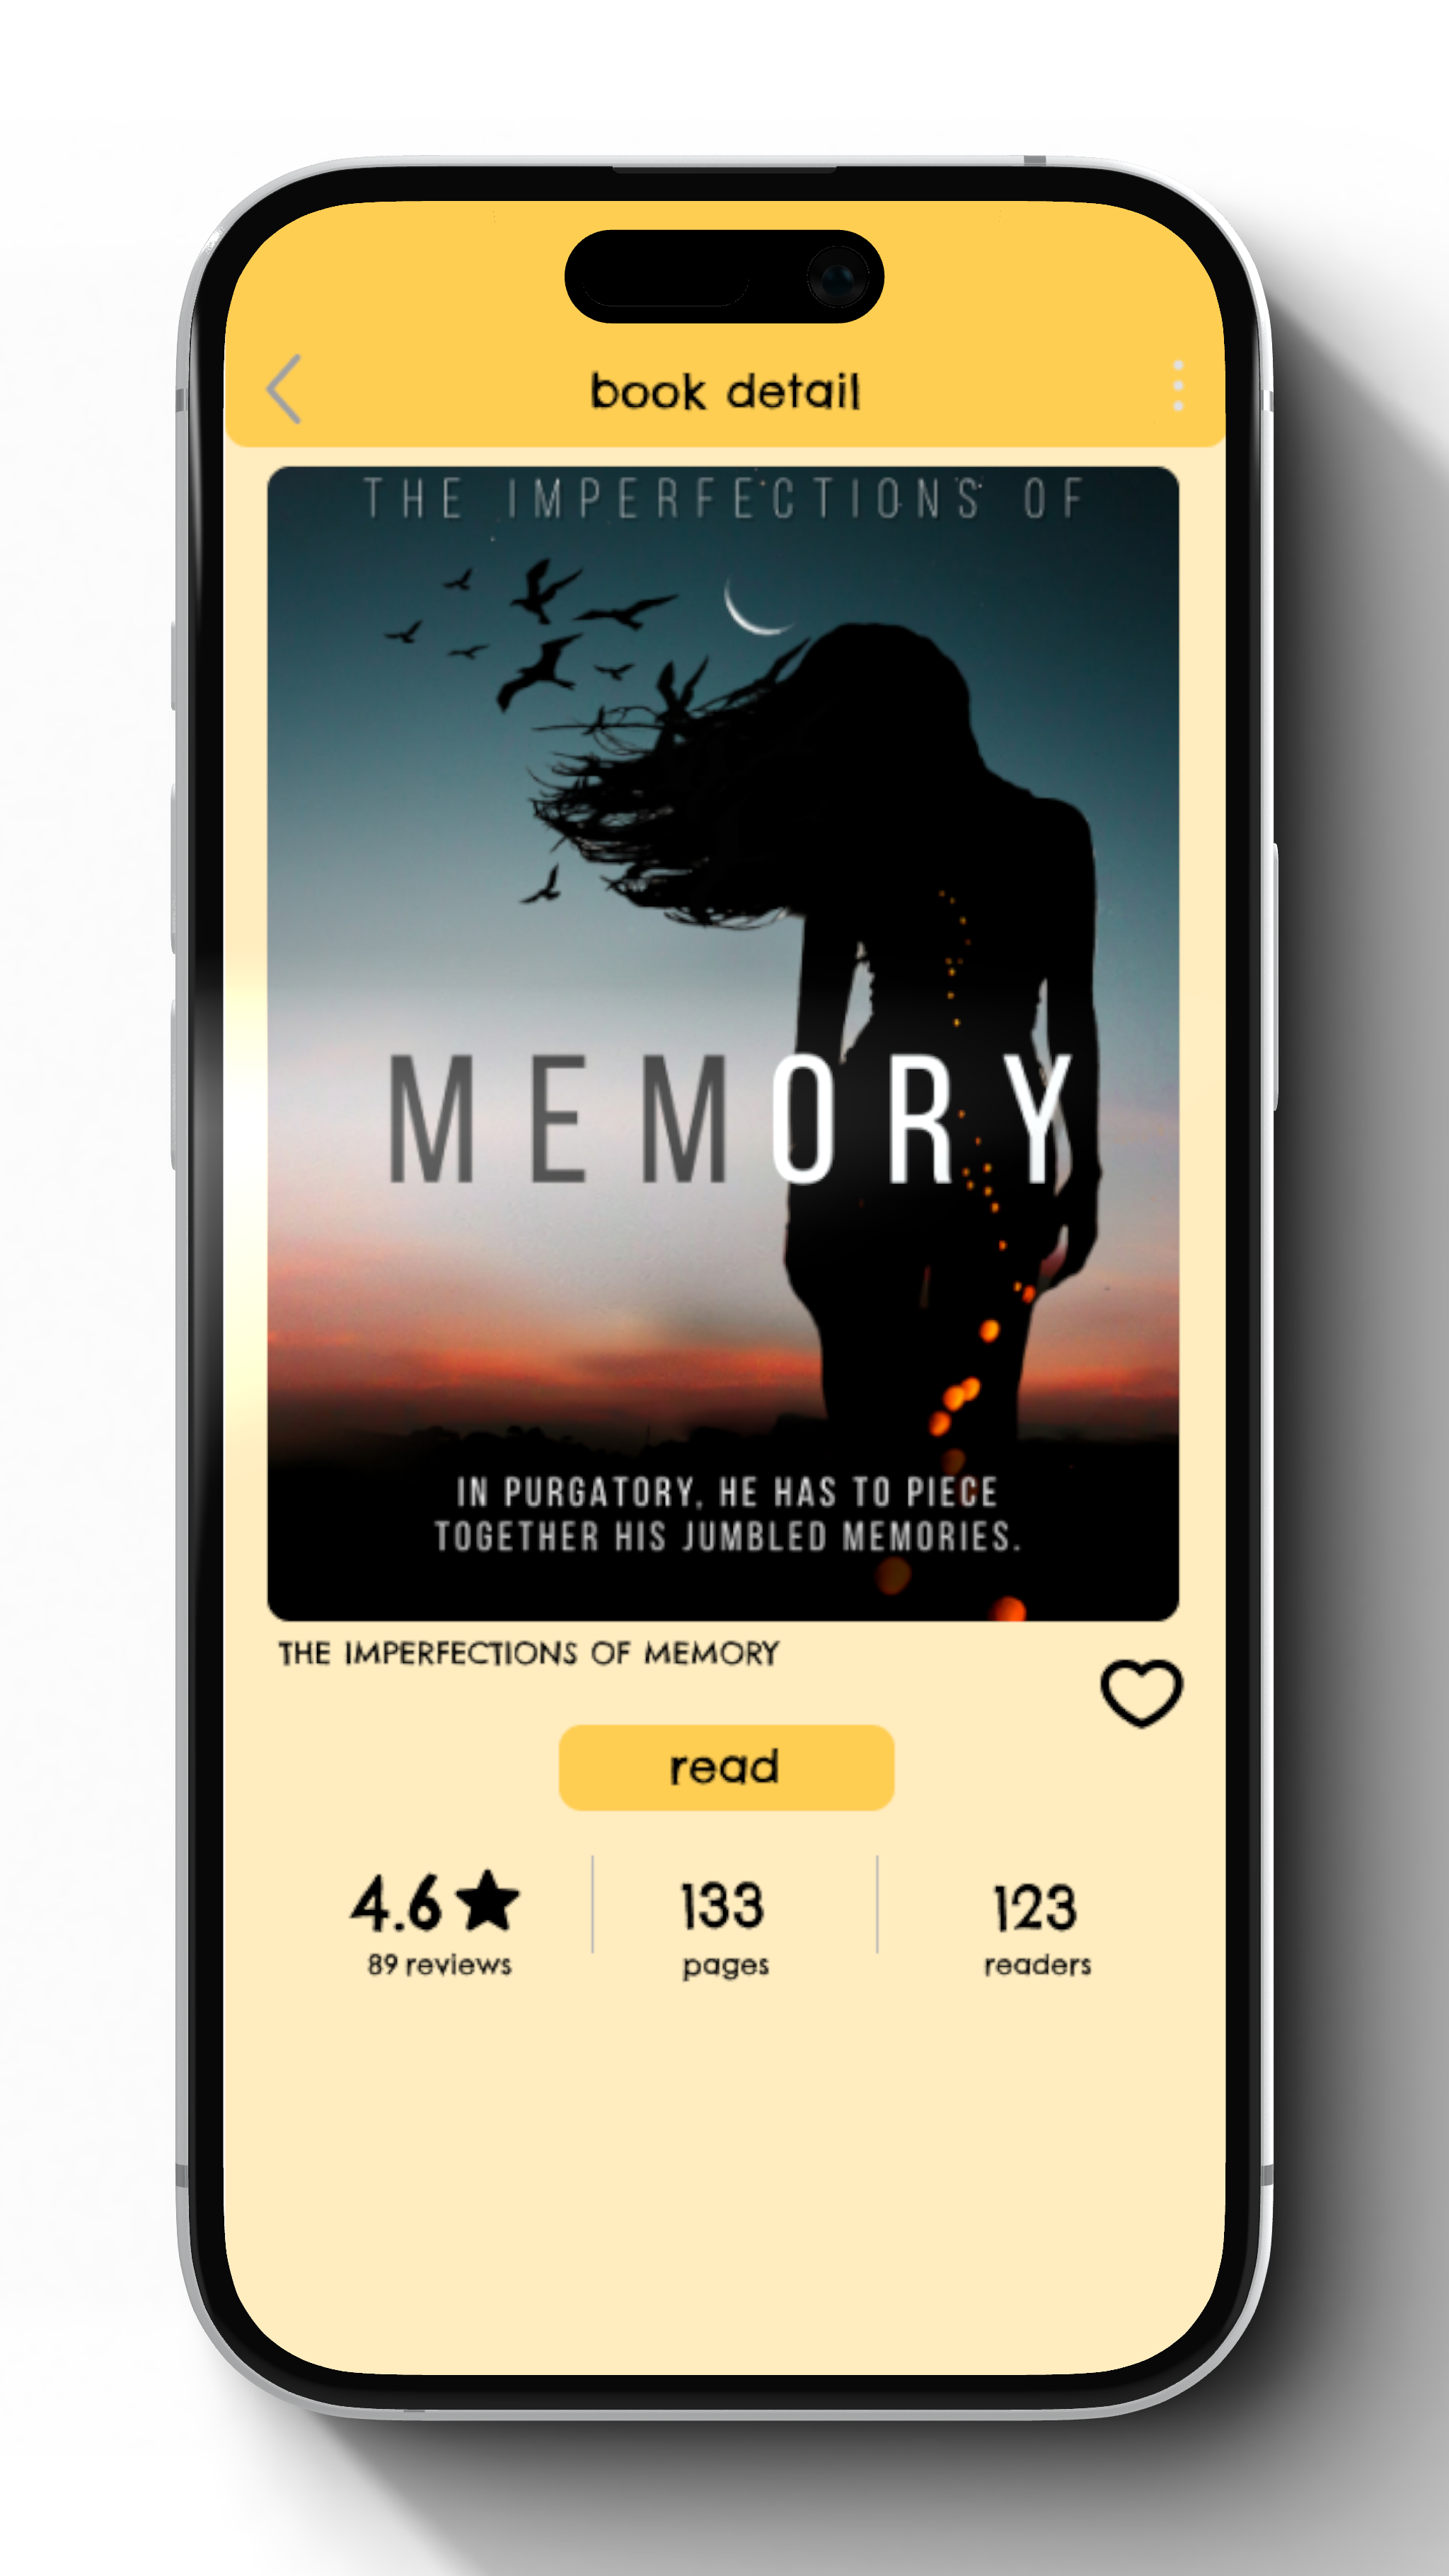 book detail
THE IMPERFECTIONS OF
MEMORY
IN PURGATORY, HE HAS TO PIECE
TOGETHER HIS JUMBLED MEMORIES.
THE IMPERFECTIONS OF MEMORY
read
4.6 133 123
89 reviews pages readers